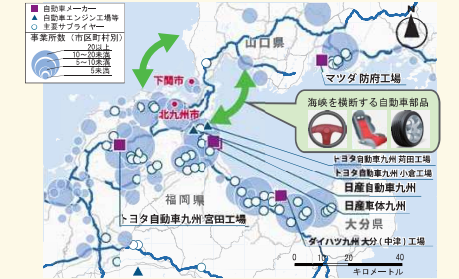 自動車メーカー
自動車エンジン工場等
主要サプライヤー
事業所数（市区町村別）
20以上
10～20未満
5～10未満
5未満
N
山口県
下関市
北九州市
マツダ 防府工場
海峡を横断する自動車部品
トヨタ自動車九州 苅田工場
トヨタ自動車九州 小倉工場
日産自動車九州
日産車体九州
福岡県
トヨタ自動車九州 宮田工場
大分県
ダイハツ九州 大分（中津）工場
0 10 20 40
キロメートル